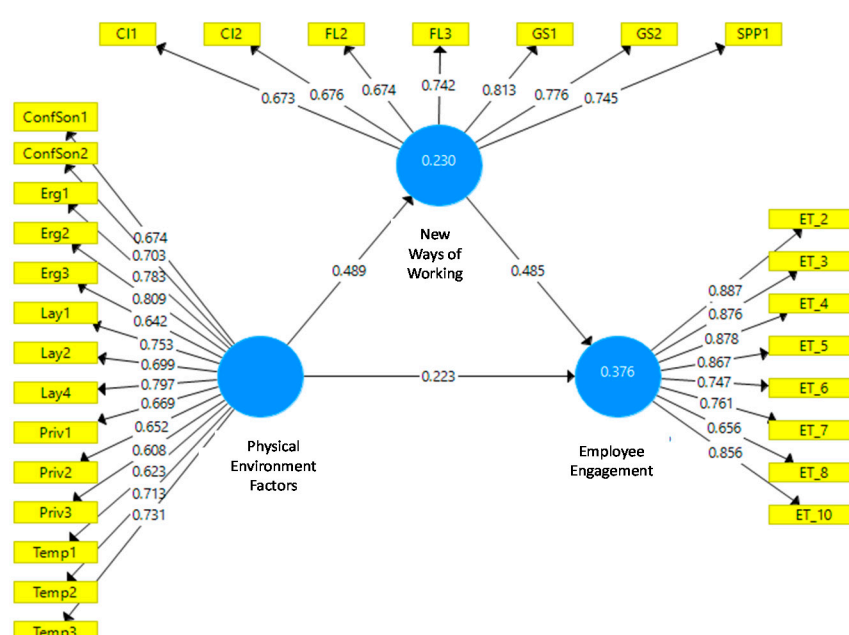 CI1
CI2
FL2
FL3
GS1
GS2
SPP1
0.673
0.676
0.674
0.742
0.813
0.776
0.745
0.230
New
Ways of
Working
ConfSon1
ConfSon2
Erg1
Erg2
Erg3
Lay1
Lay2
Lay4
Priv1
Priv2
Priv3
Temp1
Temp2
Temp3
0.674
0.703
0.783
0.809
0.642
0.753
0.699
0.797
0.669
0.652
0.608
0.623
0.713
0.731
Physical
Environment
Factors
0.489
0.485
0.223
0.376
Employee
Engagement
0.887
0.876
0.878
0.867
0.747
0.761
0.656
0.856
ET_2
ET_3
ET_4
ET_5
ET_6
ET_7
ET_8
ET_10